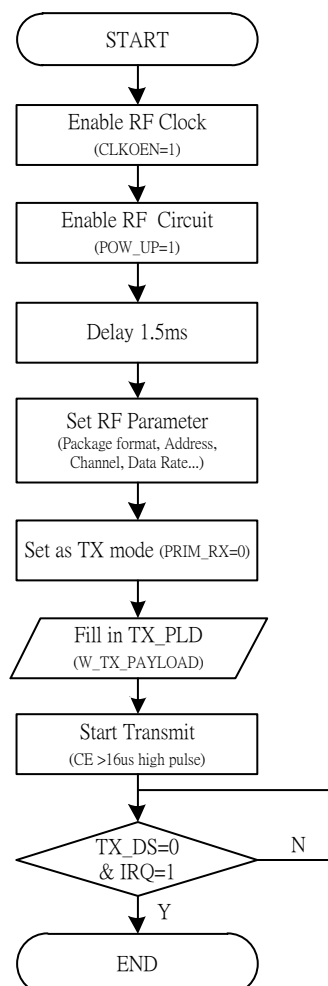 START
Enable RF Clock
(CLKOEN=1)
Enable RF Circuit
(POW_UP=1)
Delay 1.5ms
Set RF Parameter
(Package format, Address,
Channel, Data Rate...)
Set as TX mode (PRIM_RX=0)
Fill in TX_PLD
(W_TX_PAYLOAD)
Start Transmit
(CE >16us high pulse)
TX_DS=0
& IRQ=1
N
Y
END